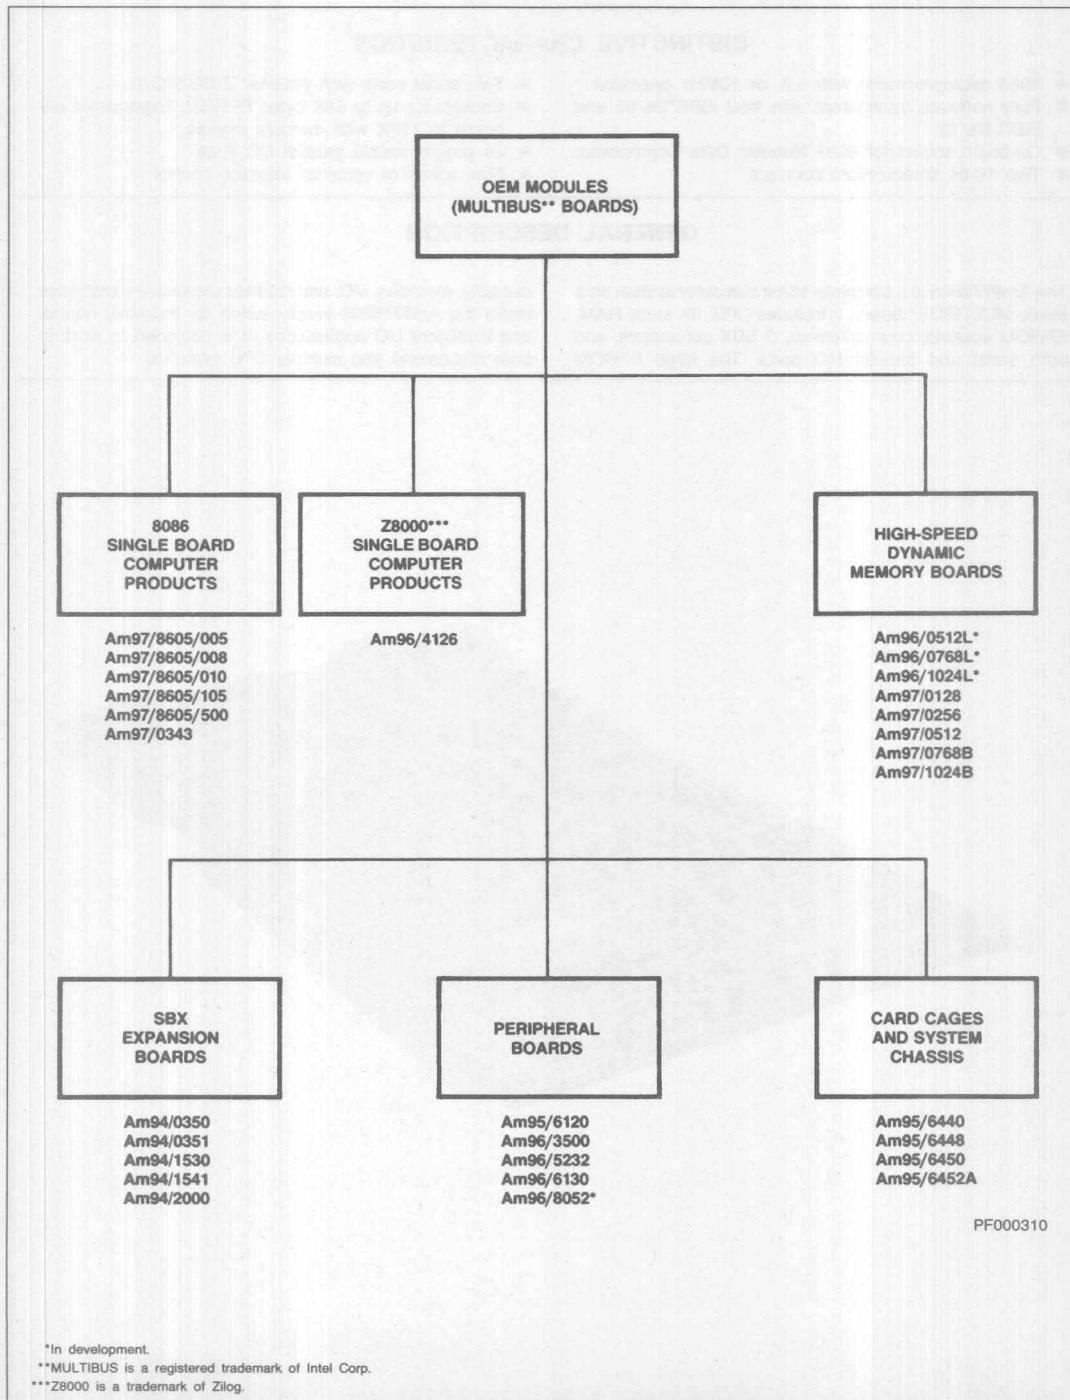 OEM MODULES
(MULTIBUS** BOARDS)
8086
SINGLE BOARD
COMPUTER
PRODUCTS
Am97/8605/005
Am97/8605/008
Am97/8605/010
Am97/8605/105
Am97/8605/500
Am97/0343
Z8000***
SINGLE BOARD
COMPUTER
PRODUCTS
Am96/4126
HIGH-SPEED
DYNAMIC
MEMORY BOARDS
Am96/0512L*
Am96/0768L*
Am96/1024L*
Am97/0128
Am97/0256
Am97/0512
Am97/0768B
Am97/1024B
SBX
EXPANSION
BOARDS
Am94/0350
Am94/0351
Am94/1530
Am94/1541
Am94/2000
PERIPHERAL
BOARDS
Am95/6120
Am96/3500
Am96/5232
Am96/6130
Am96/8052*
CARD CAGES
AND SYSTEM
CHASSIS
Am95/6440
Am95/6448
Am95/6450
Am95/6452A
PF000310
*In development.
**MULTIBUS is a registered trademark of Intel Corp.
***Z8000 is a trademark of Zilog.